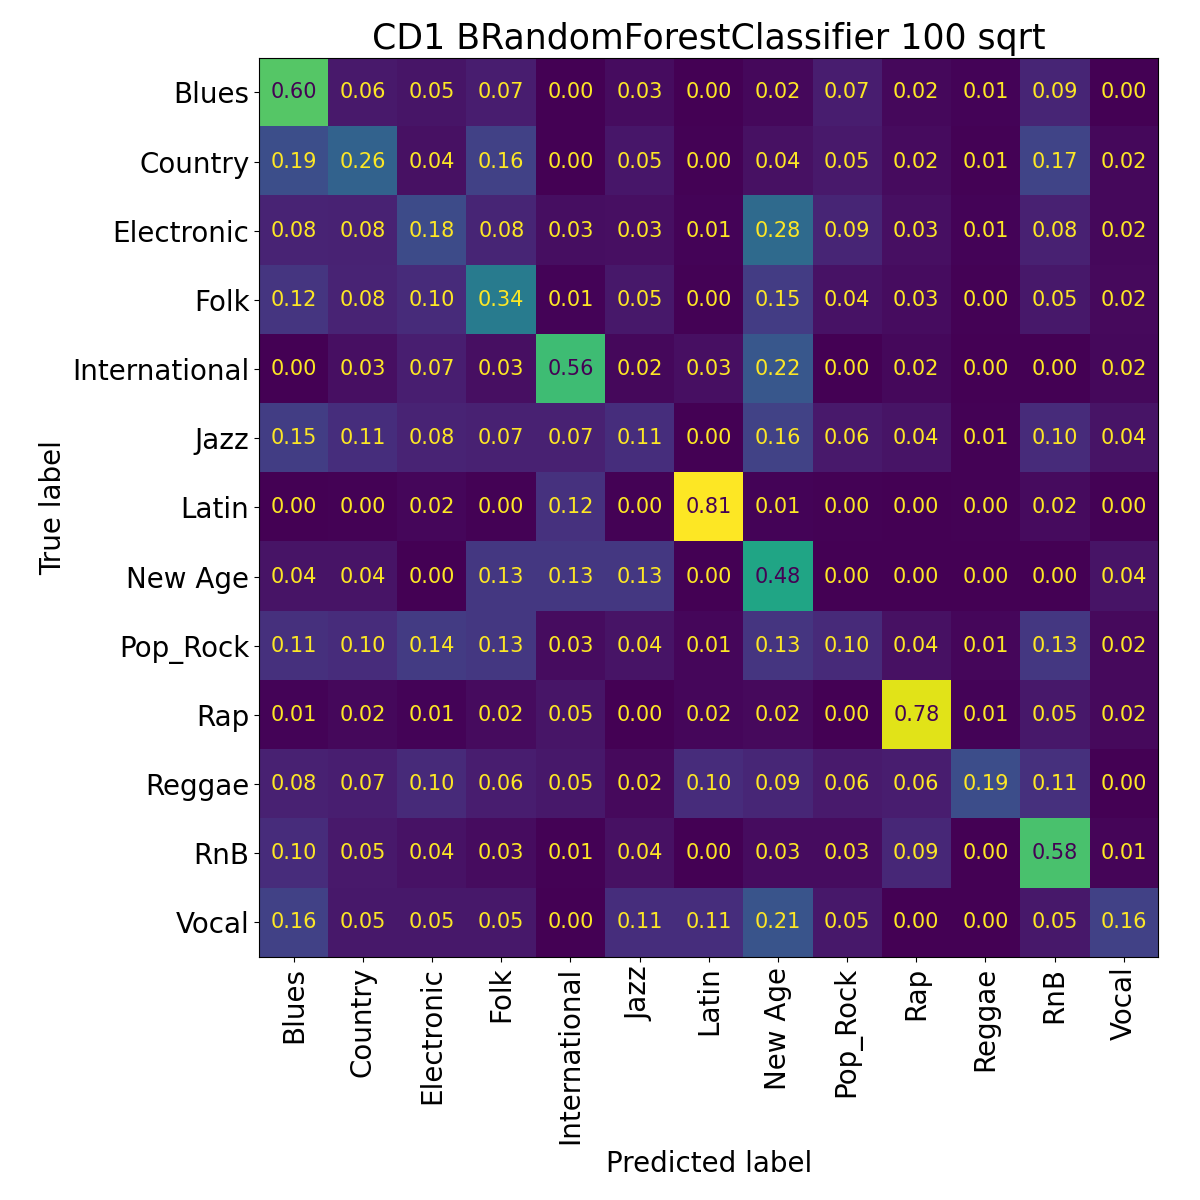 CD1 BRandomForestClassifier 100 sqrt
Blues 0.60 0.06 0.05 0.07 0.00 0.03 0.00 0.02 0.07 0.02 0.01 0.09 0.00
Country 0.19 0.26 0.04 0.16 0.00 0.05 0.00 0.04 0.05 0.02 0.01 0.17 0.02
Electronic 0.08 0.08 0.18 0.08 0.03 0.03 0.01 0.28 0.09 0.03 0.01 0.08 0.02
Folk 0.12 0.08 0.10 0.34 0.01 0.05 0.00 0.15 0.04 0.03 0.00 0.05 0.02
International 0.00 0.03 0.07 0.03 0.56 0.02 0.03 0.22 0.00 0.02 0.00 0.00 0.02
Jazz 0.15 0.11 0.08 0.07 0.07 0.11 0.00 0.16 0.06 0.04 0.01 0.10 0.04
Latin 0.00 0.00 0.02 0.00 0.12 0.00 0.81 0.01 0.00 0.00 0.00 0.02 0.00
New Age 0.04 0.04 0.00 0.13 0.13 0.13 0.00 0.48 0.00 0.00 0.00 0.00 0.04
Pop_Rock 0.11 0.10 0.14 0.13 0.03 0.04 0.01 0.13 0.10 0.04 0.01 0.13 0.02
Rap 0.01 0.02 0.01 0.02 0.05 0.00 0.02 0.02 0.00 0.78 0.01 0.05 0.02
Reggae 0.08 0.07 0.10 0.06 0.05 0.02 0.10 0.09 0.06 0.06 0.19 0.11 0.00
RnB 0.10 0.05 0.04 0.03 0.01 0.04 0.00 0.03 0.03 0.09 0.00 0.58 0.01
Vocal 0.16 0.05 0.05 0.05 0.00 0.11 0.11 0.21 0.05 0.00 0.00 0.05 0.16
True label
Blues Country Electronic Folk International Jazz Latin New Age Pop_Rock Rap Reggae RnB Vocal
Predicted label